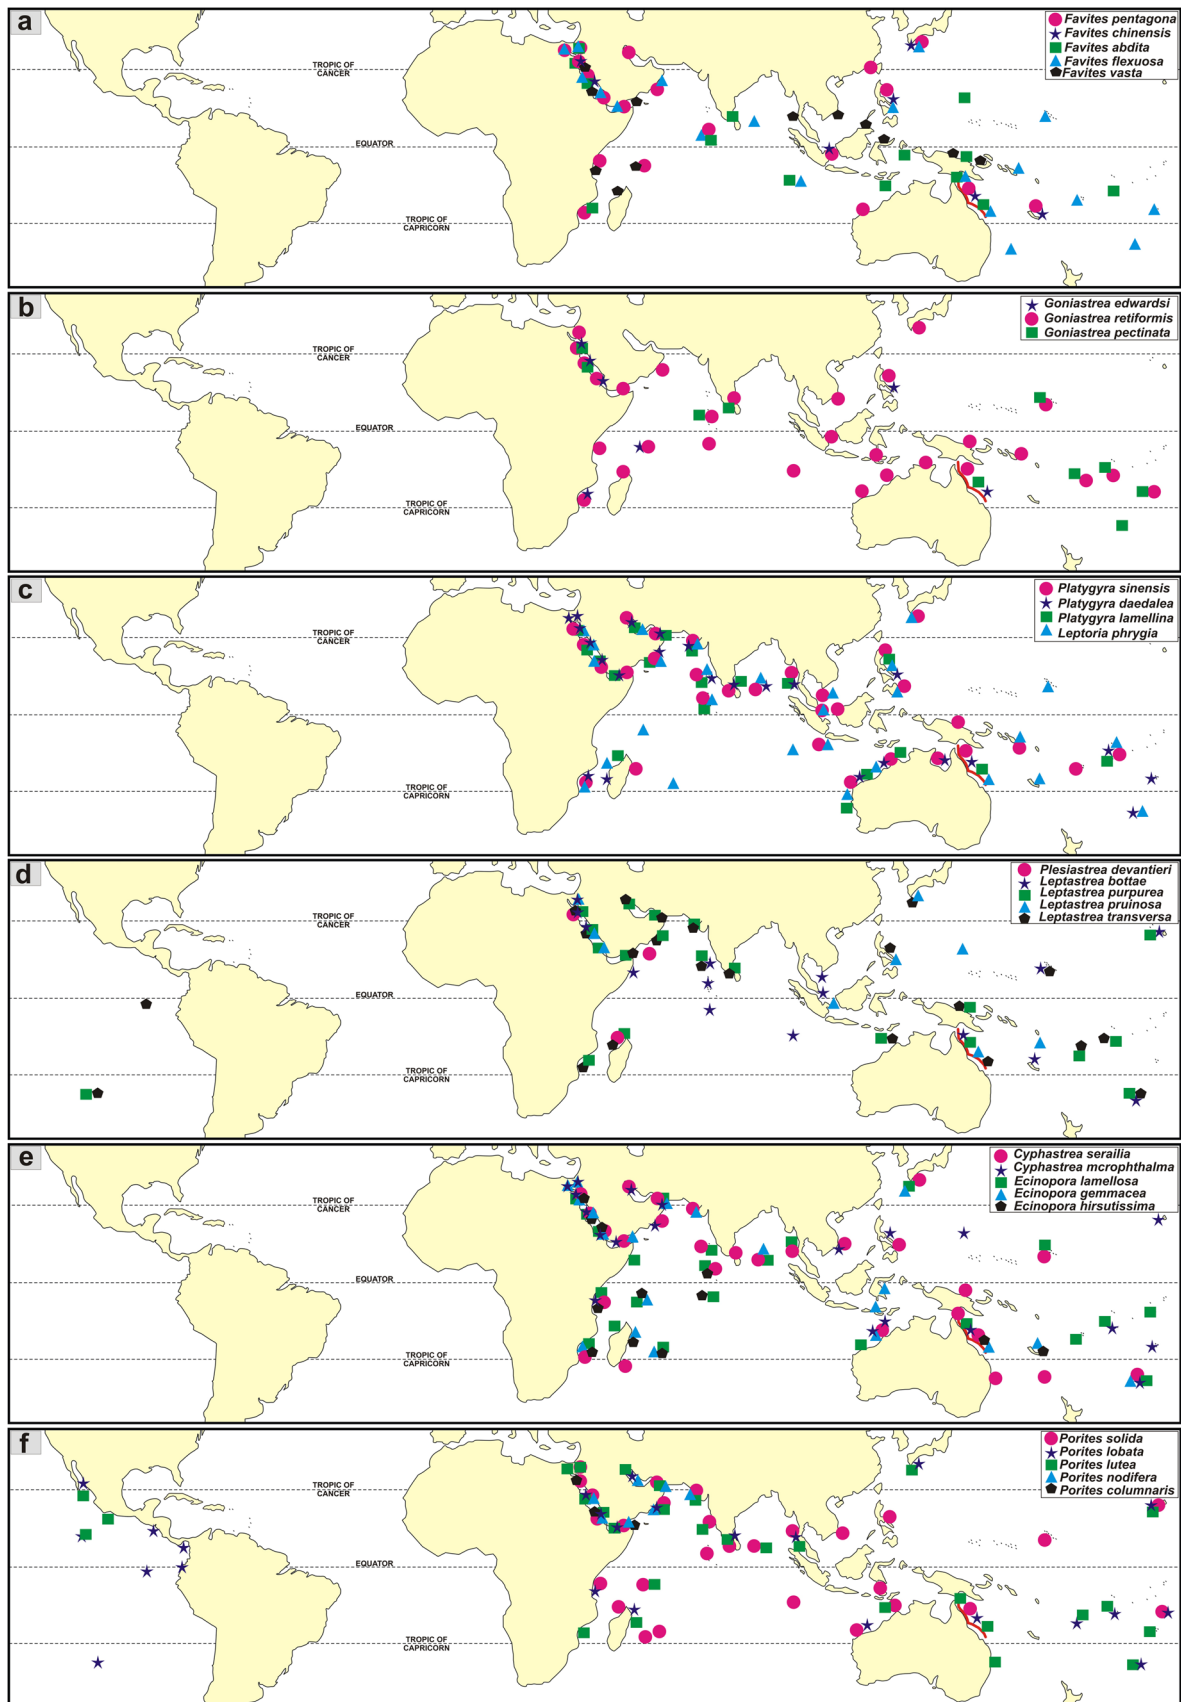 a
Favites pentagona
Favites chinensis
Favites abdita
Favites flexuosa
Favites vasta
TROPIC OF
CANCER
EQUATOR
TROPIC OF
CAPRICORN
b
Goniastrea edwardsi
Goniastrea retiformis
Goniastrea pectinata
TROPIC OF
CANCER
EQUATOR
TROPIC OF
CAPRICORN
c
Platygyra sinensis
Platygyra daedalea
Platygyra lamellina
Leptoria phrygia
TROPIC OF
CANCER
EQUATOR
TROPIC OF
CAPRICORN
d
Plesiastrea devantieri
Leptastrea bottae
Leptastrea purpurea
Leptastrea pruinosa
Leptastrea transversa
TROPIC OF
CANCER
EQUATOR
TROPIC OF
CAPRICORN
e
Cyphastrea serailia
Cyphastrea mcrophthalma
Ecinopora lamellosa
Ecinopora gemmacea
Ecinopora hirsutissima
TROPIC OF
CANCER
EQUATOR
TROPIC OF
CAPRICORN
f
Porites solida
Porites lobata
Porites lutea
Porites nodifera
Porites columnaris
TROPIC OF
CANCER
EQUATOR
TROPIC OF
CAPRICORN